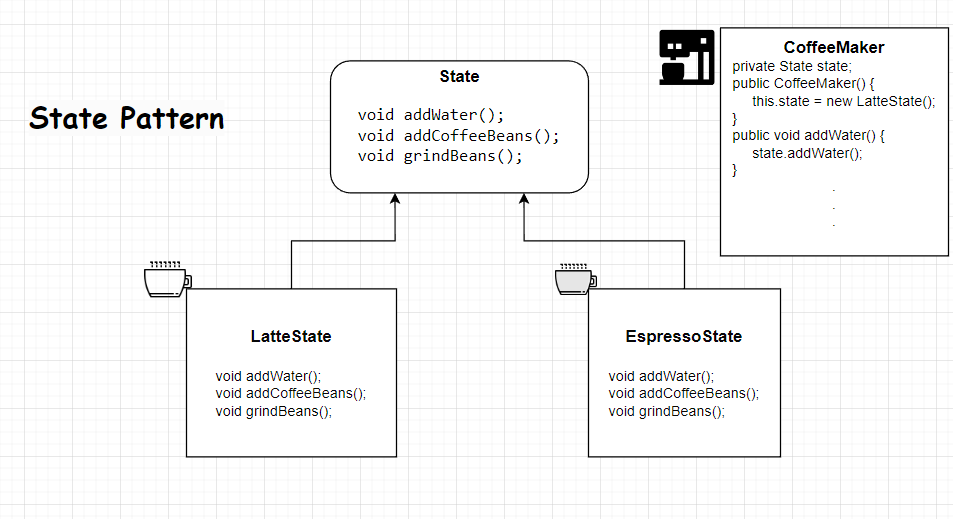 State Pattern
State
void addWater();
void addCoffeeBeans();
void grindBeans();
CoffeeMaker
private State state;
public CoffeeMaker() {
this.state = new LatteState();
}
public void addWater() {
state.addWater();
}
.
.
.
LatteState
void addWater();
void addCoffeeBeans();
void grindBeans();
EspressoState
void addWater();
void addCoffeeBeans();
void grindBeans();